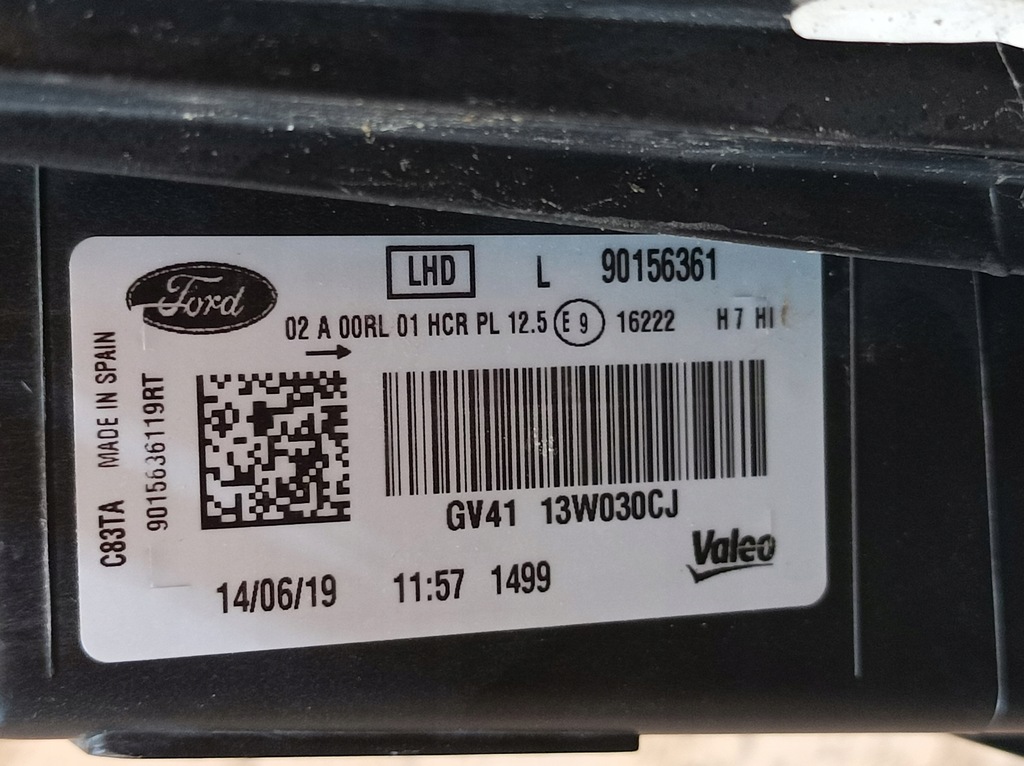 Ford
LHD L 90156361
02 A 00RL 01 HCR PL 12.5 E 9 16222 H7
GV41 13W030CJ
Valeo
14/06/19 11:57 1499
C83TA MADE IN SPAIN
9015636119RT